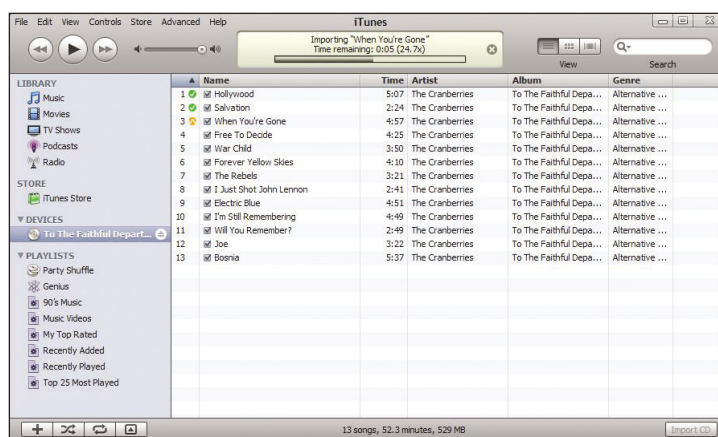 File Edit View Controls Store Advanced Help
iTunes
Importing "When You're Gone"
Time remaining: 0:05 (24.7x)
View
Search
LIBRARY
Music
Movies
TV Shows
Podcasts
Radio
STORE
iTunes Store
DEVICES
To The Faithful Depart...
PLAYLISTS
Party Shuffle
Genius
90's Music
Music Videos
My Top Rated
Recently Added
Recently Played
Top 25 Most Played
Name Time Artist Album Genre
1 Hollywood 5:07 The Cranberries To The Faithful Depa... Alternative ...
2 Salvation 2:24 The Cranberries To The Faithful Depa... Alternative ...
3 When You're Gone 4:57 The Cranberries To The Faithful Depa... Alternative ...
4 Free To Decide 4:25 The Cranberries To The Faithful Depa... Alternative ...
5 War Child 3:50 The Cranberries To The Faithful Depa... Alternative ...
6 Forever Yellow Skies 4:10 The Cranberries To The Faithful Depa... Alternative ...
7 The Rebels 3:21 The Cranberries To The Faithful Depa... Alternative ...
8 I Just Shot John Lennon 2:41 The Cranberries To The Faithful Depa... Alternative ...
9 Electric Blue 4:51 The Cranberries To The Faithful Depa... Alternative ...
10 I'm Still Remembering 4:49 The Cranberries To The Faithful Depa... Alternative ...
11 Will You Remember? 2:49 The Cranberries To The Faithful Depa... Alternative ...
12 Joe 3:22 The Cranberries To The Faithful Depa... Alternative ...
13 Bosnia 5:37 The Cranberries To The Faithful Depa... Alternative ...
13 songs, 52.3 minutes, 529 MB
Import CD